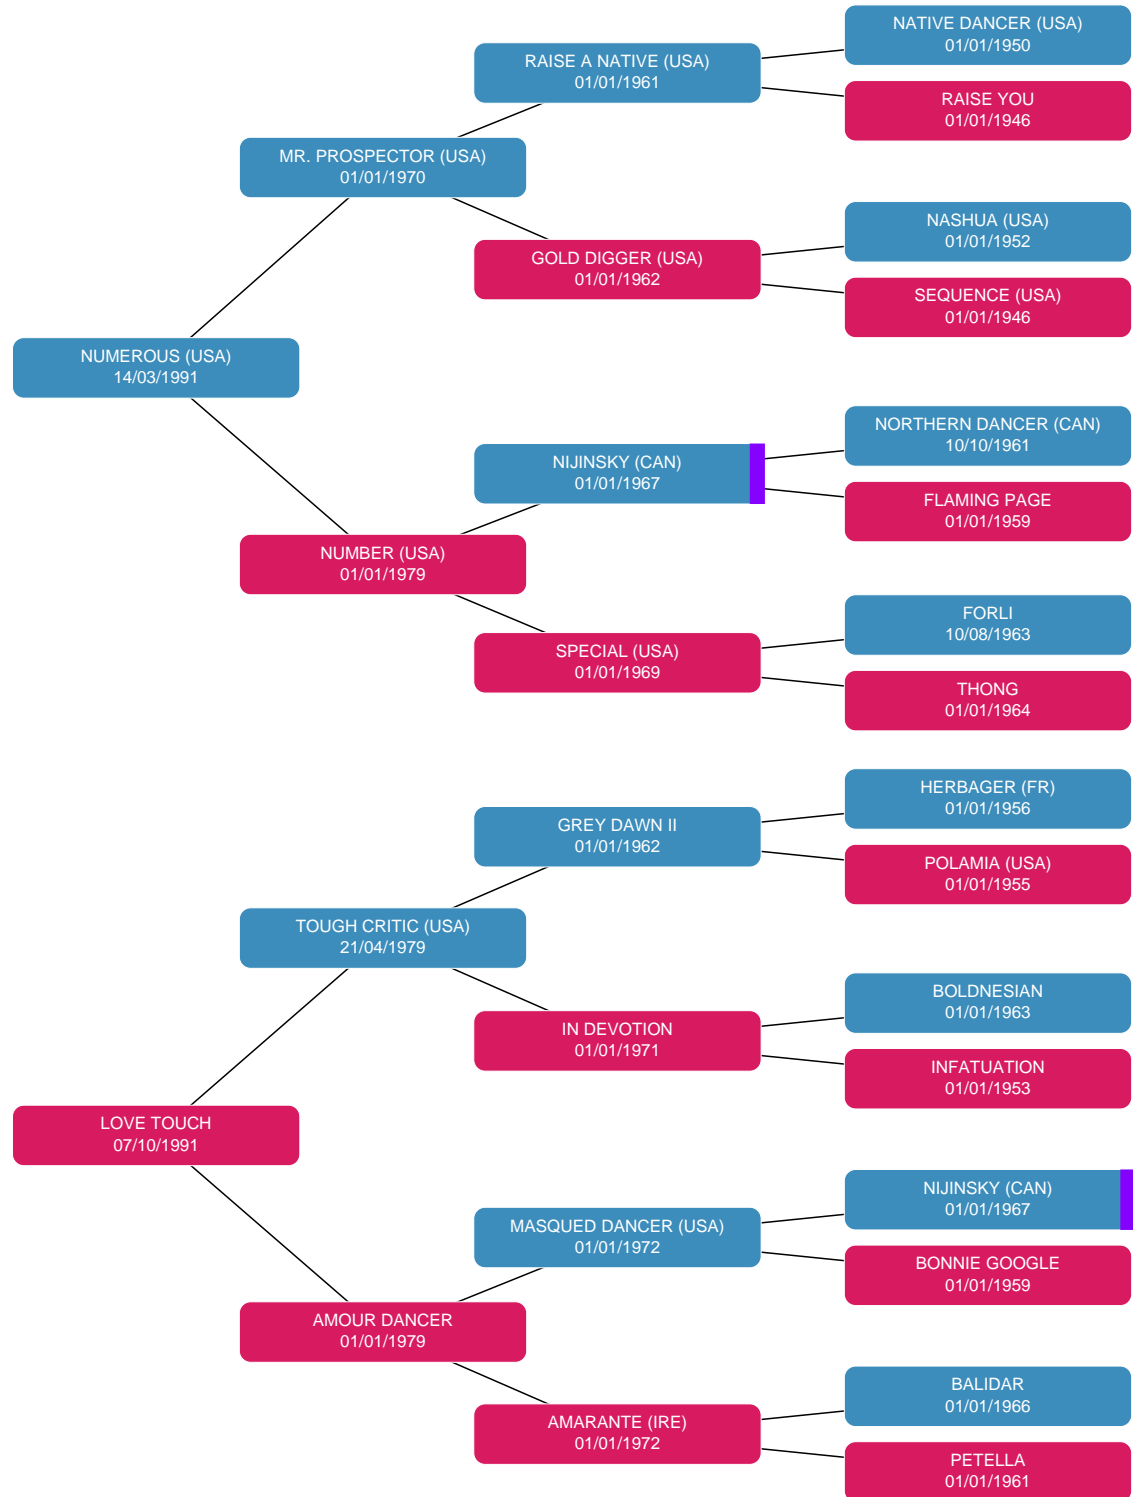 NATIVE DANCER (USA)
01/01/1950
RAISE A NATIVE (USA)
01/01/1961
RAISE YOU
01/01/1946
MR. PROSPECTOR (USA)
01/01/1970
NASHUA (USA)
01/01/1952
GOLD DIGGER (USA)
01/01/1962
SEQUENCE (USA)
01/01/1946
NUMEROUS (USA)
14/03/1991
NORTHERN DANCER (CAN)
10/10/1961
NIJINSKY (CAN)
01/01/1967
FLAMING PAGE
01/01/1959
NUMBER (USA)
01/01/1979
FORLI
10/08/1963
SPECIAL (USA)
01/01/1969
THONG
01/01/1964
HERBAGER (FR)
01/01/1956
GREY DAWN II
01/01/1962
POLAMIA (USA)
01/01/1955
TOUGH CRITIC (USA)
21/04/1979
BOLDNESIAN
01/01/1963
IN DEVOTION
01/01/1971
INFATUATION
01/01/1953
LOVE TOUCH
07/10/1991
NIJINSKY (CAN)
01/01/1967
MASQUED DANCER (USA)
01/01/1972
BONNIE GOOGLE
01/01/1959
AMOUR DANCER
01/01/1979
BALIDAR
01/01/1966
AMARANTE (IRE)
01/01/1972
PETELLA
01/01/1961